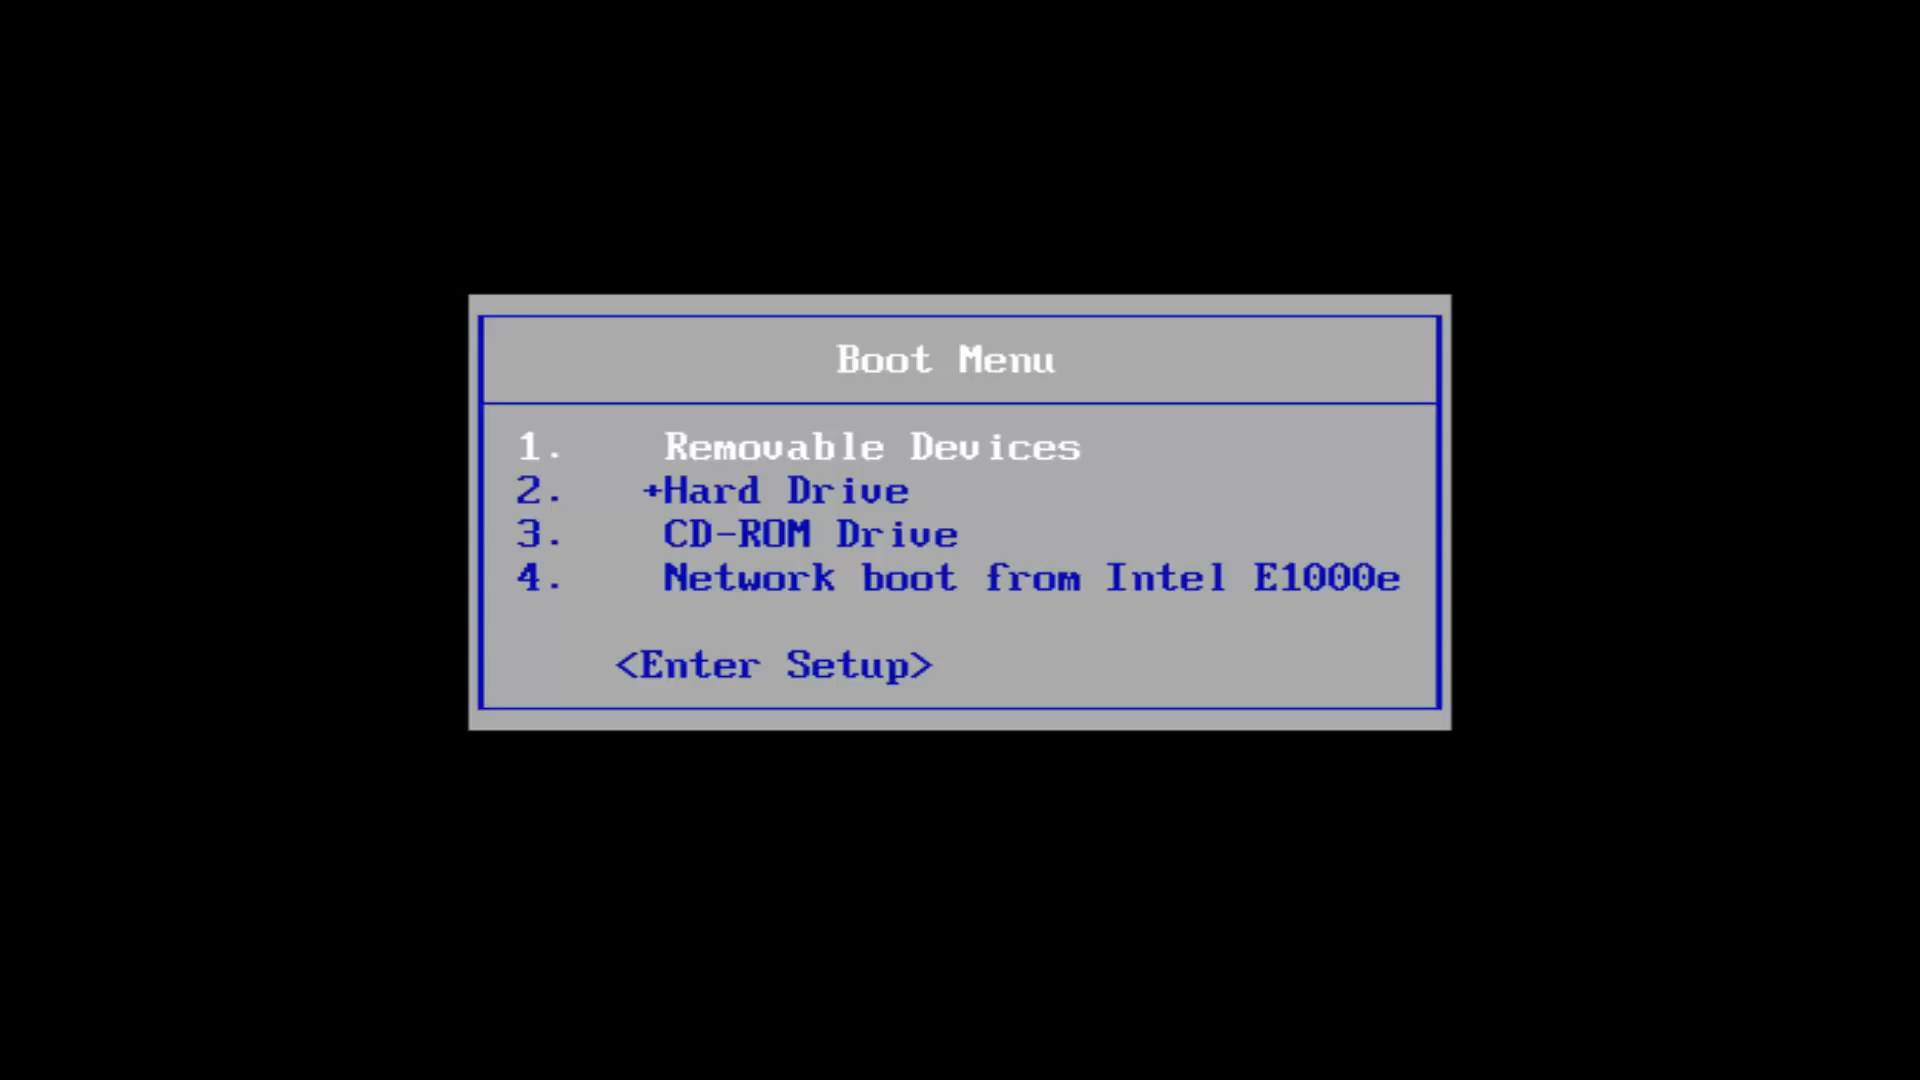 Boot Menu
1. Removable Devices
2. +Hard Drive
3. CD-ROM Drive
4. Network boot from Intel E1000e
<Enter Setup>